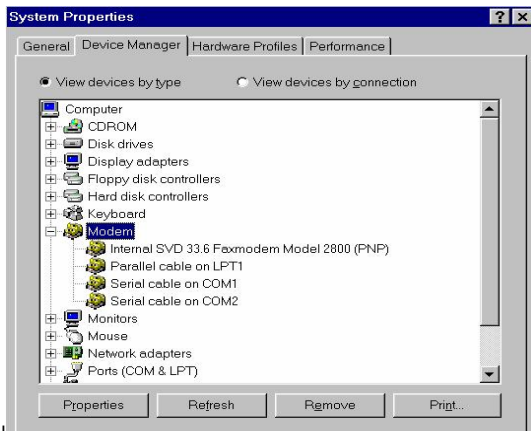 System Properties ? ×
General Device Manager Hardware Profiles Performance
View devices by type View devices by connection
Computer
CDROM
Disk drives
Display adapters
Floppy disk controllers
Hard disk controllers
Keyboard
Modem
Internal SVD 33.6 Faxmodem Model 2800 (PNP)
Parallel cable on LPT1
Serial cable on COM1
Serial cable on COM2
Monitors
Mouse
Network adapters
Ports (COM & LPT)
Properties Refresh Remove Print...